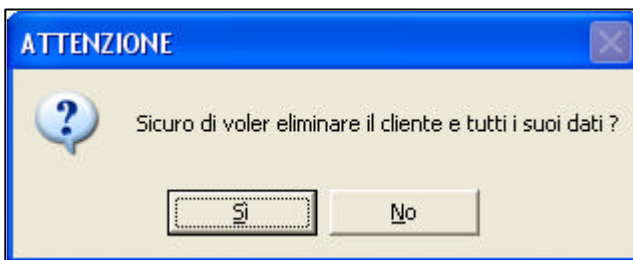 ATTENZIONE
Sicuro di voler eliminare il cliente e tutti i suoi dati ?
Sì No